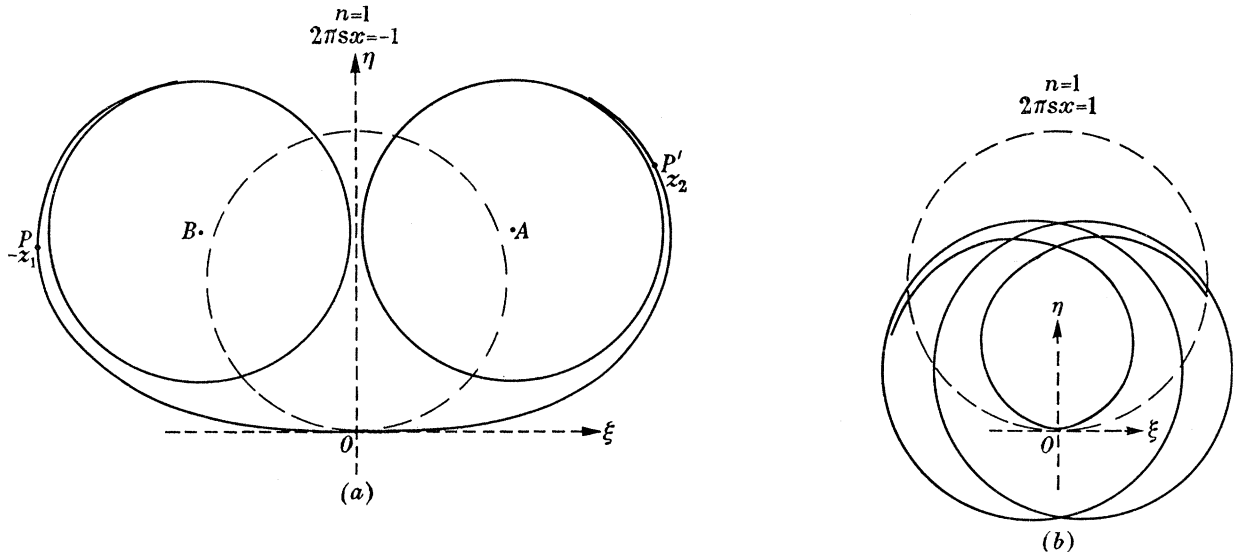 n=1
2πsx=-1
η
B
A
P
-z₁
P'
z₂
O
ξ
(a)
n=1
2πsx=1
η
O
ξ
(b)